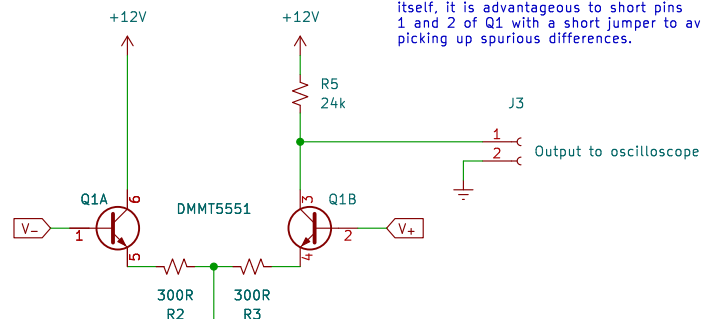 itself, it is advantageous to short pins
1 and 2 of Q1 with a short jumper to av
picking up spurious differences.
+12V
+12V
R5
24k
J3
1
2
Output to oscilloscope
Q1A
6
DMMT5551
3
Q1B
V-
1
2
V+
5
4
300R
300R
R2
R3